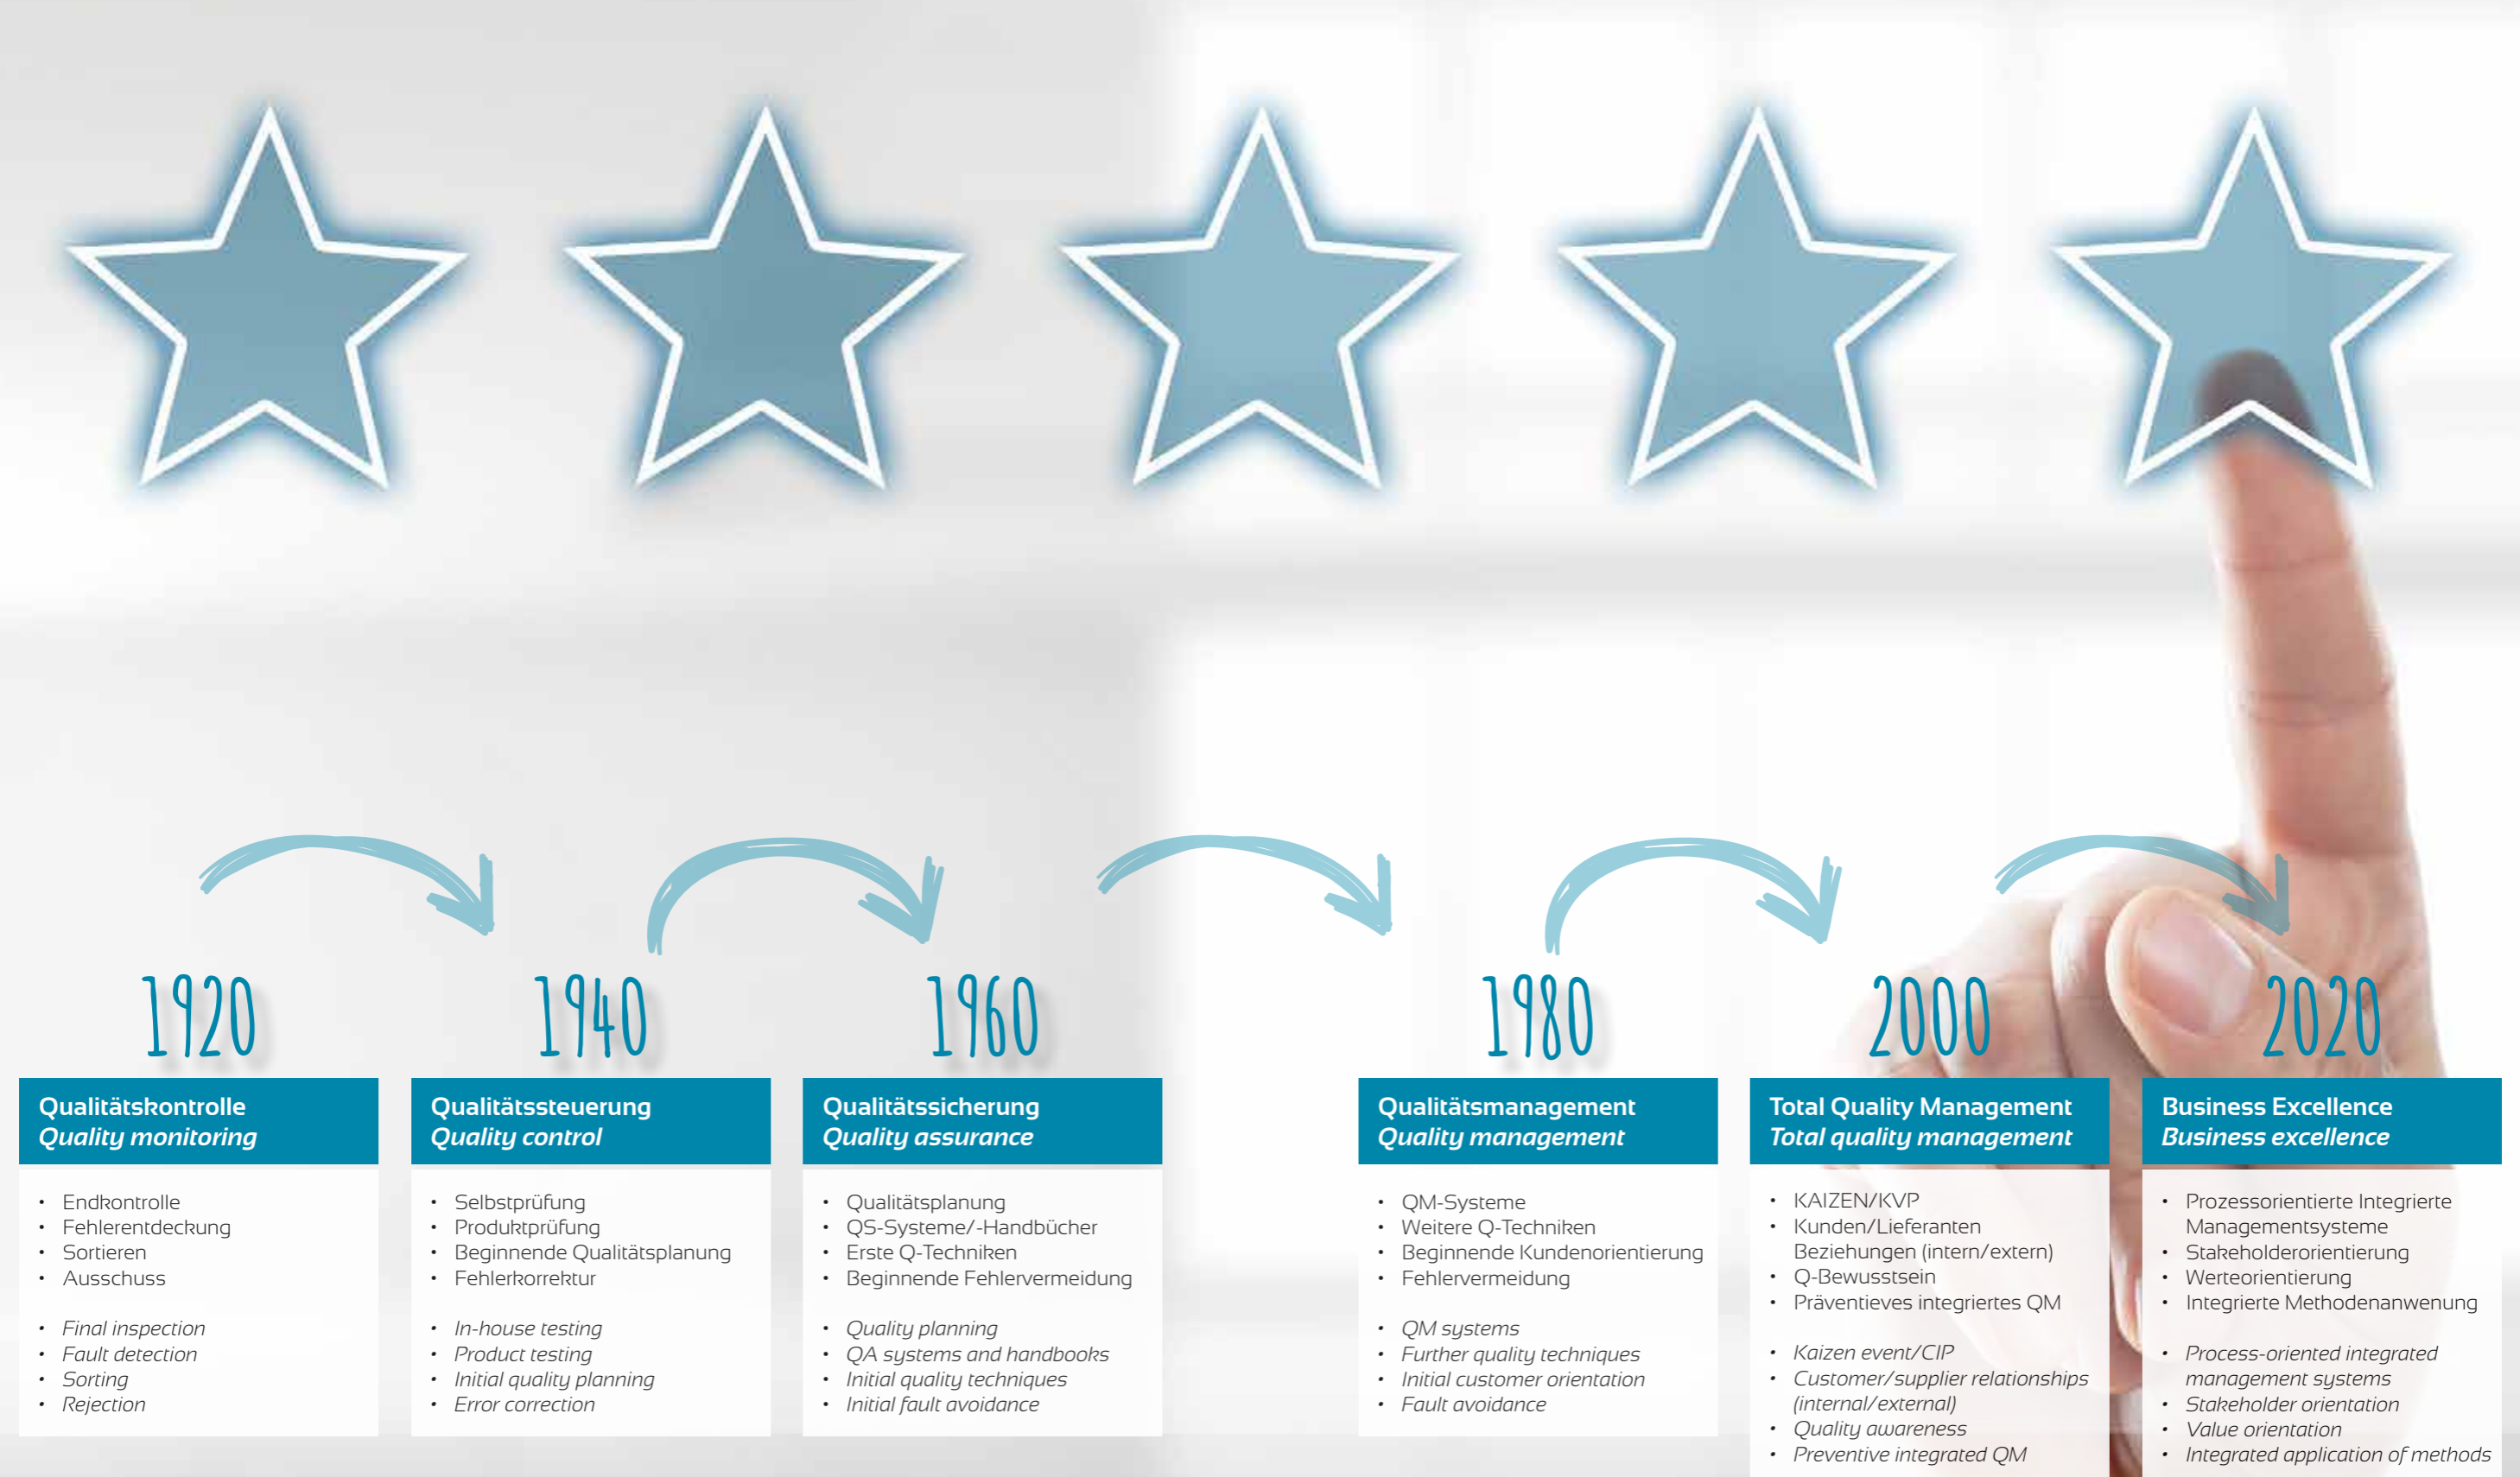 1920
Qualitätskontrolle
Quality monitoring
• Endkontrolle
• Fehlerentdeckung
• Sortieren
• Ausschuss
• Final inspection
• Fault detection
• Sorting
• Rejection
1940
Qualitätssteuerung
Quality control
• Selbstprüfung
• Produktprüfung
• Beginnende Qualitätsplanung
• Fehlerkorrektur
• In-house testing
• Product testing
• Initial quality planning
• Error correction
1960
Qualitätssicherung
Quality assurance
• Qualitätsplanung
• QS-Systeme/-Handbücher
• Erste Q-Techniken
• Beginnende Fehlervermeidung
• Quality planning
• QA systems and handbooks
• Initial quality techniques
• Initial fault avoidance
1980
Qualitätsmanagement
Quality management
• QM-Systeme
• Weitere Q-Techniken
• Beginnende Kundenorientierung
• Fehlervermeidung
• QM systems
• Further quality techniques
• Initial customer orientation
• Fault avoidance
2000
Total Quality Management
Total quality management
• KAIZEN/KVP
• Kunden/Lieferanten
Beziehungen (intern/extern)
• Q-Bewusstsein
• Präventieves integriertes QM
• Kaizen event/CIP
• Customer/supplier relationships
(internal/external)
• Quality awareness
• Preventive integrated QM
2020
Business Excellence
Business excellence
• Prozessorientierte Integrierte
Managementsysteme
• Stakeholderorientierung
• Werteorientierung
• Integrierte Methodenanwenung
• Process-oriented integrated
management systems
• Stakeholder orientation
• Value orientation
• Integrated application of methods